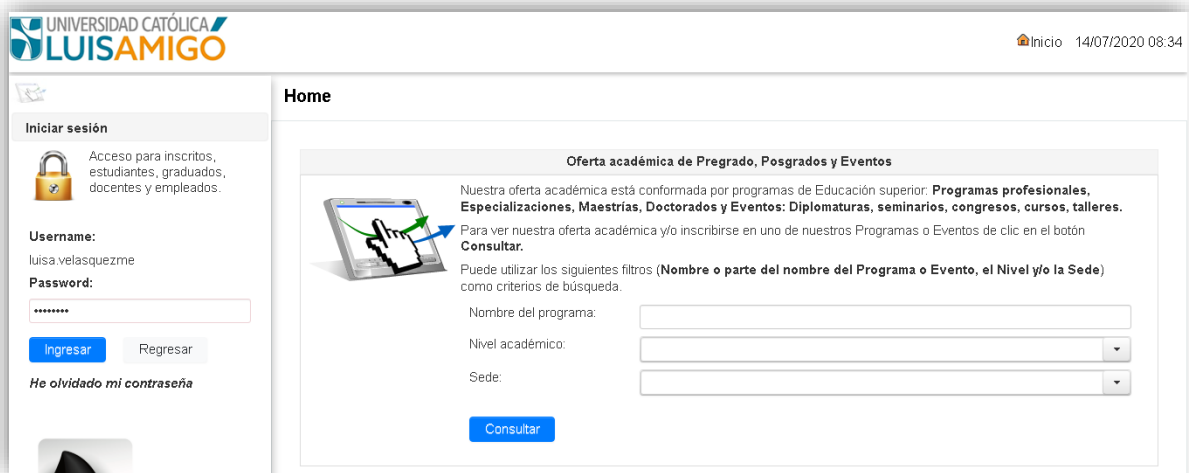 UNIVERSIDAD CATÓLICA
LUISAMIGÓ
Inicio 14/07/2020 08:34
Iniciar sesión
Acceso para inscritos,
estudiantes, graduados,
docentes y empleados.
Username:
luisa.velasquezme
Password:
••••••••
Ingresar Regresar
He olvidado mi contraseña
Home
Oferta académica de Pregrado, Posgrados y Eventos
Nuestra oferta académica está conformada por programas de Educación superior: Programas profesionales,
Especializaciones, Maestrías, Doctorados y Eventos: Diplomaturas, seminarios, congresos, cursos, talleres.
Para ver nuestra oferta académica y/o inscribirse en uno de nuestros Programas o Eventos de clic en el botón
Consultar.
Puede utilizar los siguientes filtros (Nombre o parte del nombre del Programa o Evento, el Nivel y/o la Sede)
como criterios de búsqueda.
Nombre del programa:
Nivel académico:
Sede:
Consultar